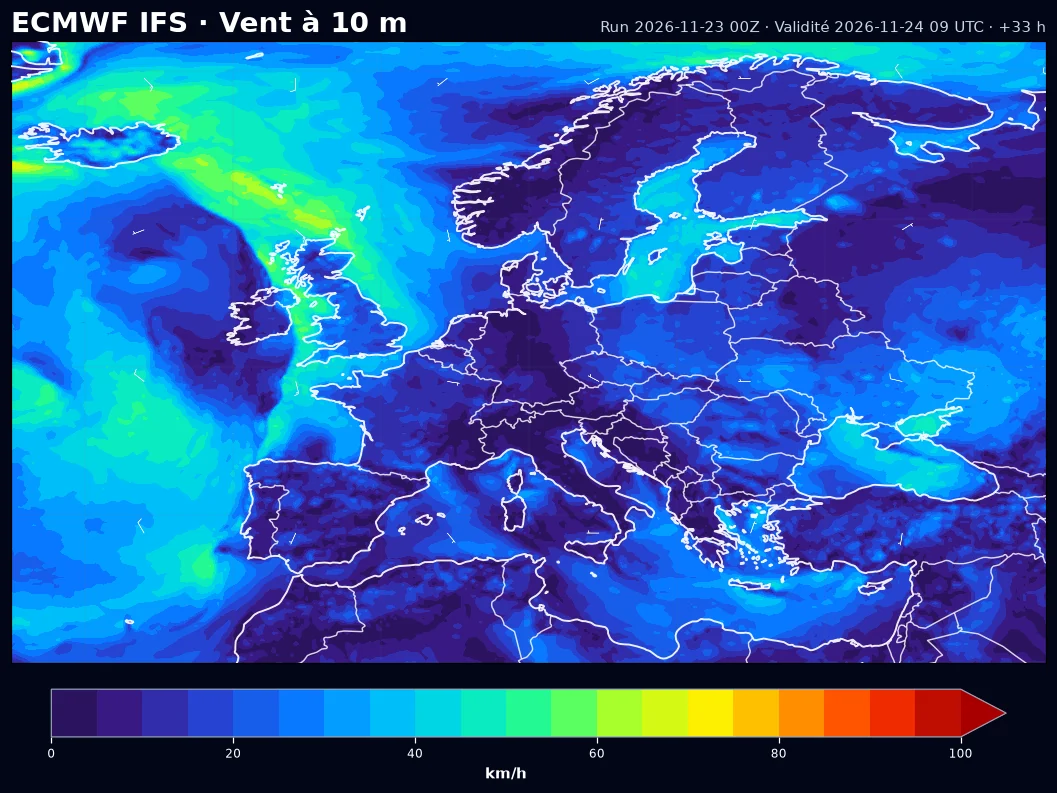 ECMWF IFS · Vent à 10 m
Run 2026-11-23 00Z · Validité 2026-11-24 09 UTC · +33 h
0 20 40 60 80 100
km/h